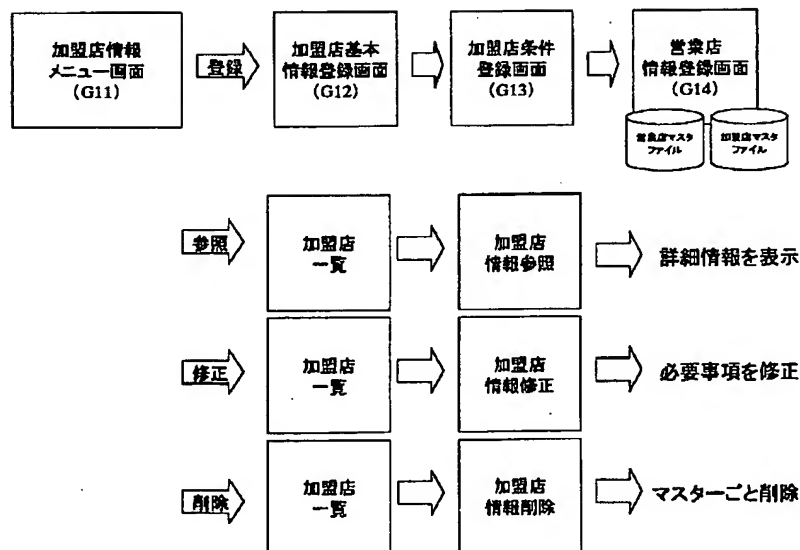 加盟店情報
メニュー画面
(G11)
登録
加盟店基本
情報登録画面
(G12)
加盟店条件
登録画面
(G13)
営業店
情報登録画面
(G14)
営業店マスタ
ファイル
加盟店マスタ
ファイル
参照
加盟店
一覧
加盟店
情報参照
詳細情報を表示
修正
加盟店
一覧
加盟店
情報修正
必要事項を修正
削除
加盟店
一覧
加盟店
情報削除
マスターごと削除